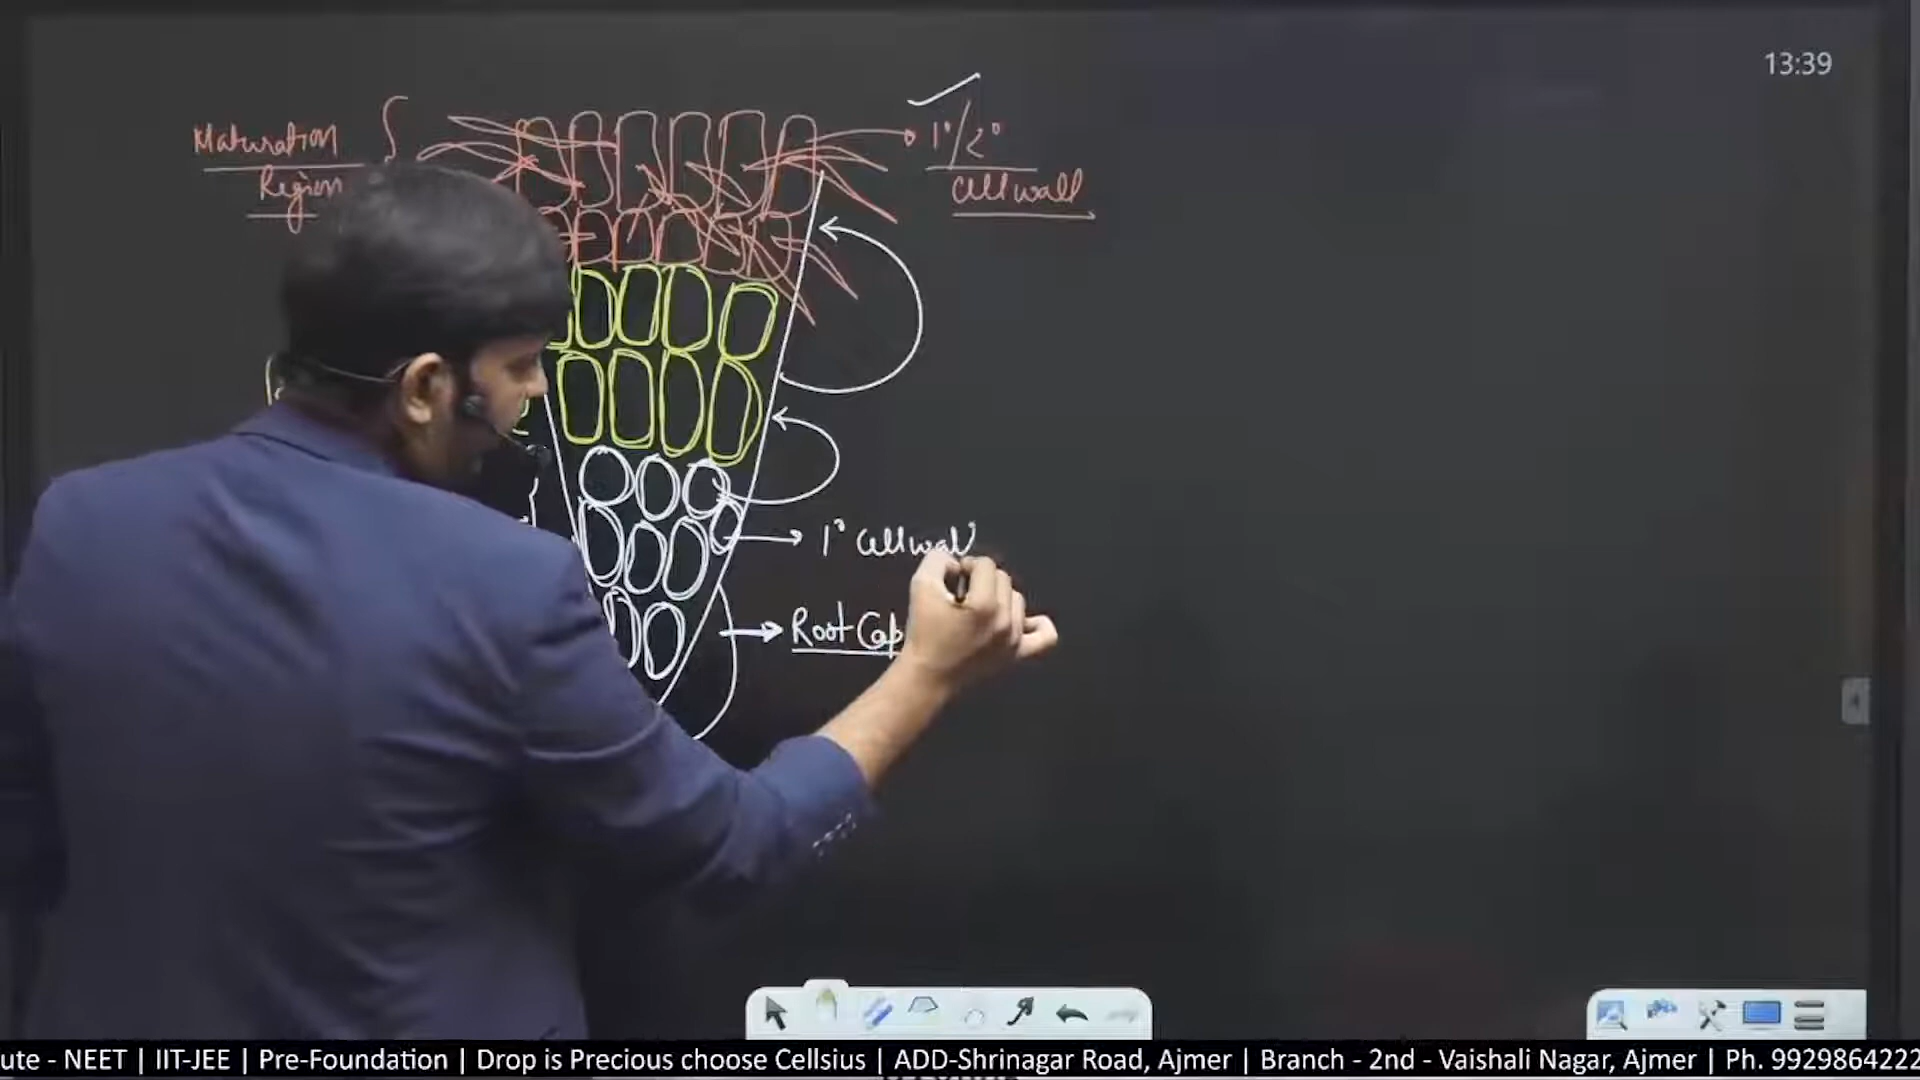 13:39
Maturation
Region
1°/2°
cellwall
1° cellwall
Root Cap
ute - NEET | IIT-JEE | Pre-Foundation | Drop is Precious choose Cellsius | ADD-Shrinagar Road, Ajmer | Branch - 2nd - Vaishali Nagar, Ajmer | Ph. 9929864222